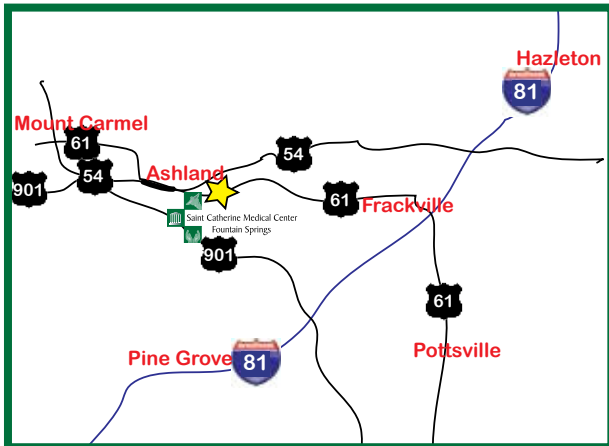 Hazleton
81
Mount Carmel
61
54
Ashland
54
901
61
Frackville
Saint Catherine Medical Center
Fountain Springs
901
61
Pottsville
Pine Grove
81